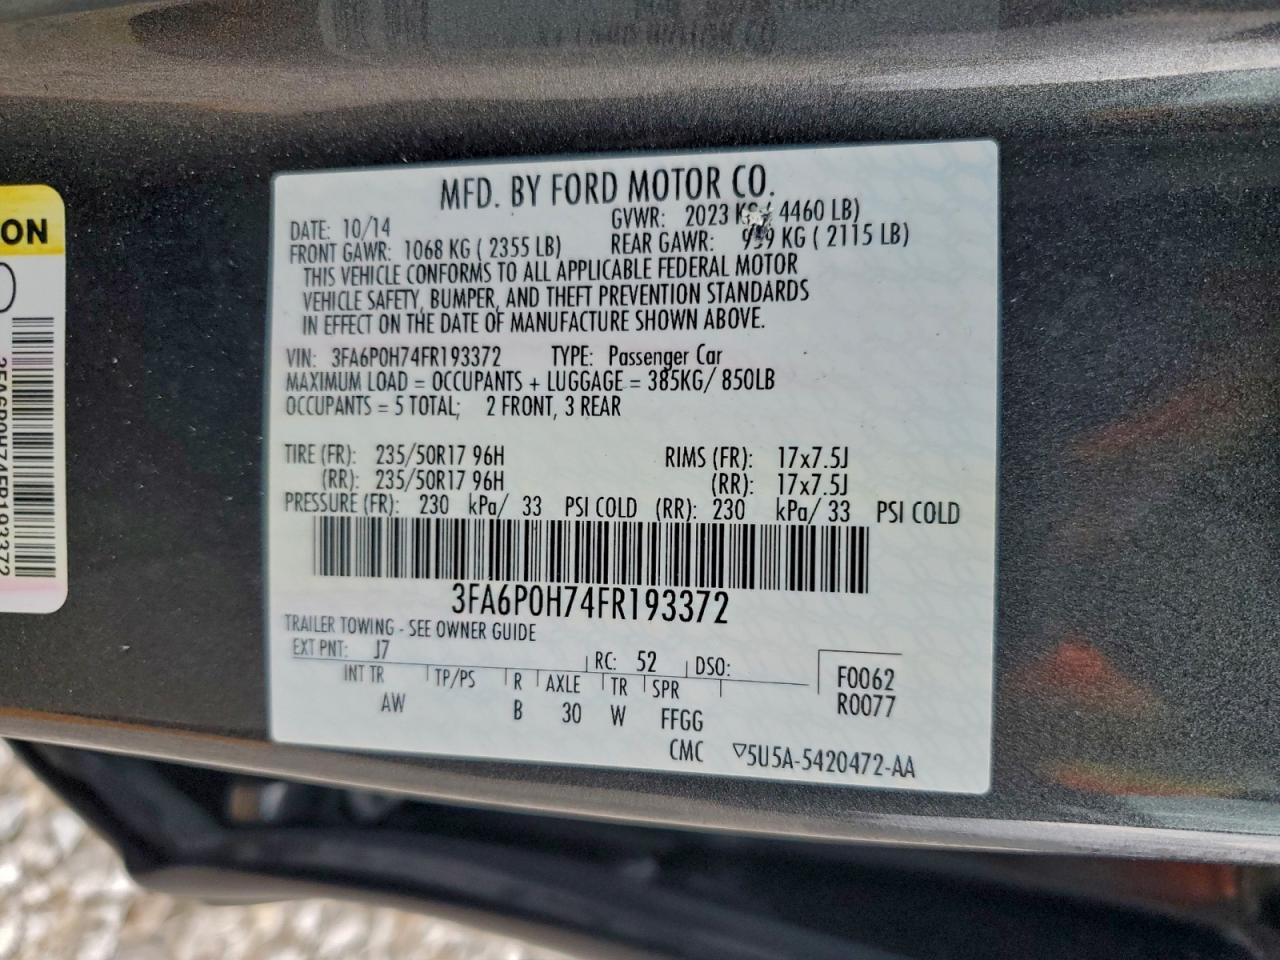 MFD. BY FORD MOTOR CO.
DATE: 10/14 GVWR: 2023 KG ( 4460 LB)
FRONT GAWR: 1068 KG ( 2355 LB) REAR GAWR: 959 KG ( 2115 LB)
THIS VEHICLE CONFORMS TO ALL APPLICABLE FEDERAL MOTOR
VEHICLE SAFETY, BUMPER, AND THEFT PREVENTION STANDARDS
IN EFFECT ON THE DATE OF MANUFACTURE SHOWN ABOVE.
VIN: 3FA6P0H74FR193372 TYPE: Passenger Car
MAXIMUM LOAD = OCCUPANTS + LUGGAGE = 385KG/ 850LB
OCCUPANTS = 5 TOTAL; 2 FRONT, 3 REAR
TIRE (FR): 235/50R17 96H RIMS (FR): 17x7.5J
(RR): 235/50R17 96H (RR): 17x7.5J
PRESSURE (FR): 230 kPa/ 33 PSI COLD (RR): 230 kPa/ 33 PSI COLD
3FA6P0H74FR193372
TRAILER TOWING - SEE OWNER GUIDE
EXT PNT: J7 RC: 52 DSO: F0062
INT TR TP/PS R AXLE TR SPR R0077
AW B 30 W FFGG
CMC ▽5U5A-5420472-AA
ON
3FA6P0H74FR193372